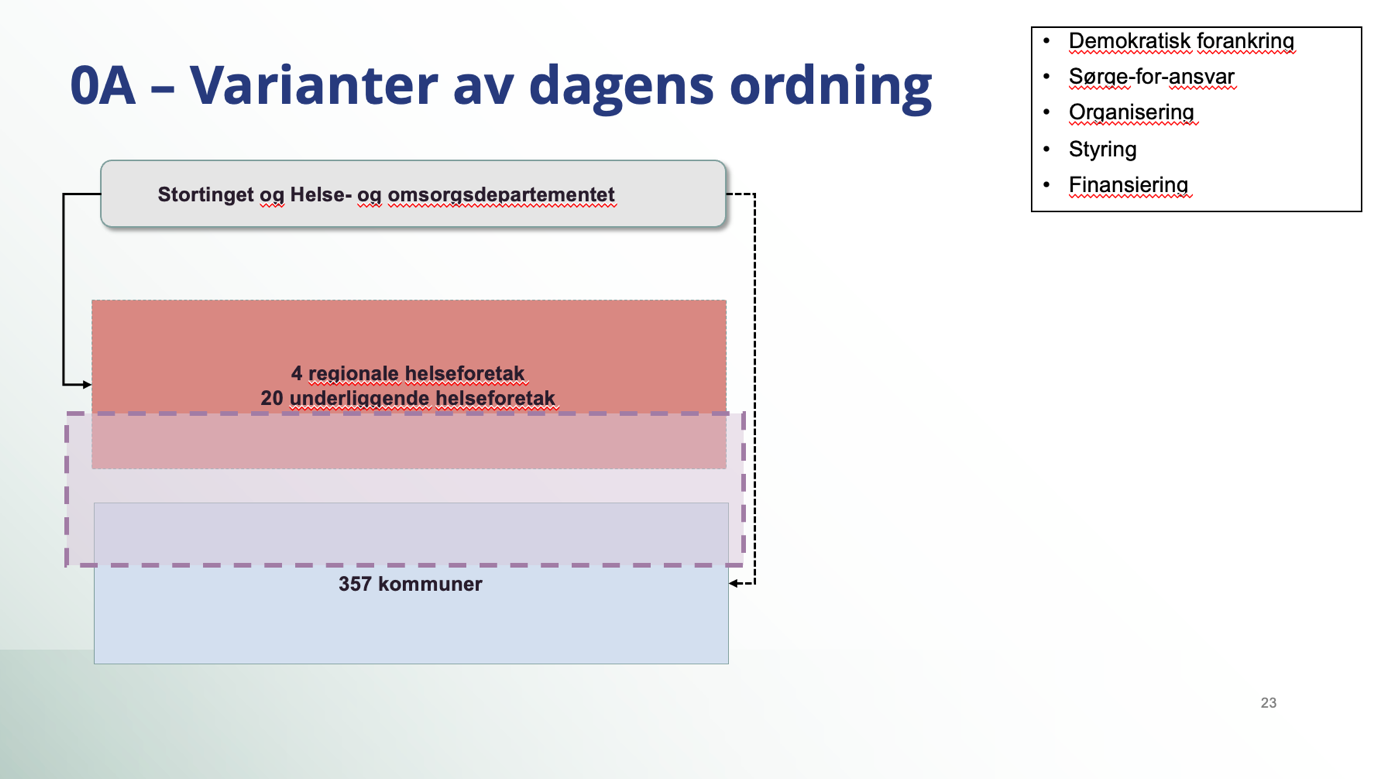 0A – Varianter av dagens ordning
• Demokratisk forankring
• Sørge-for-ansvar
• Organisering
• Styring
• Finansiering
Stortinget og Helse- og omsorgsdepartementet
4 regionale helseforetak
20 underliggende helseforetak
357 kommuner
23